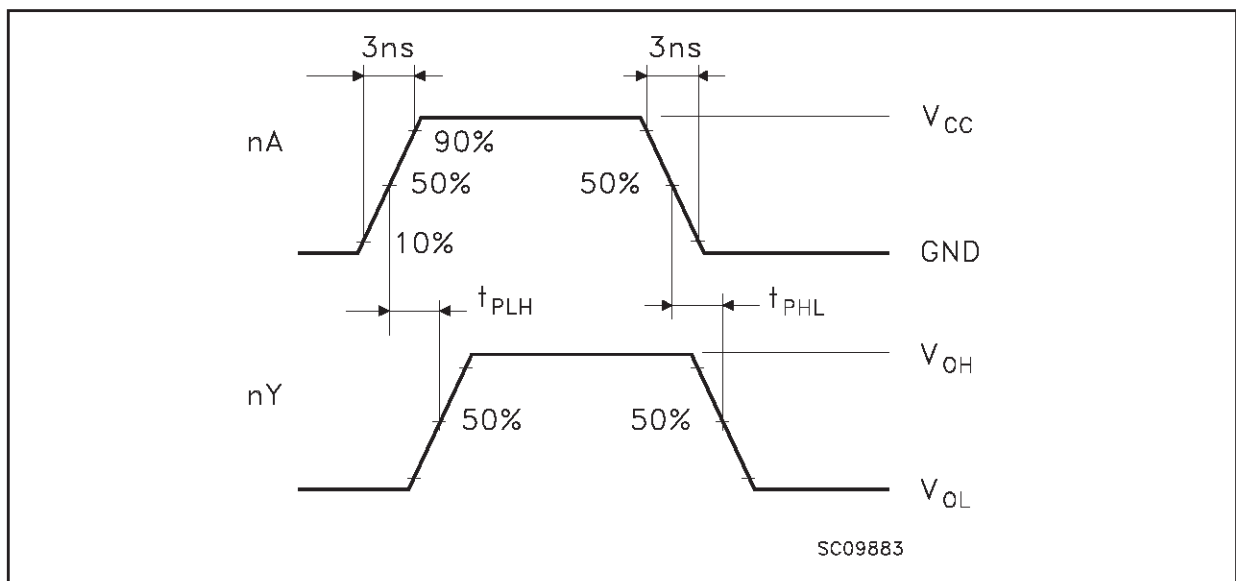 3ns 3ns
nA
V_CC
90%
50% 50%
10%
GND
t_PLH t_PHL
V_OH
nY
50% 50%
V_OL
SC09883